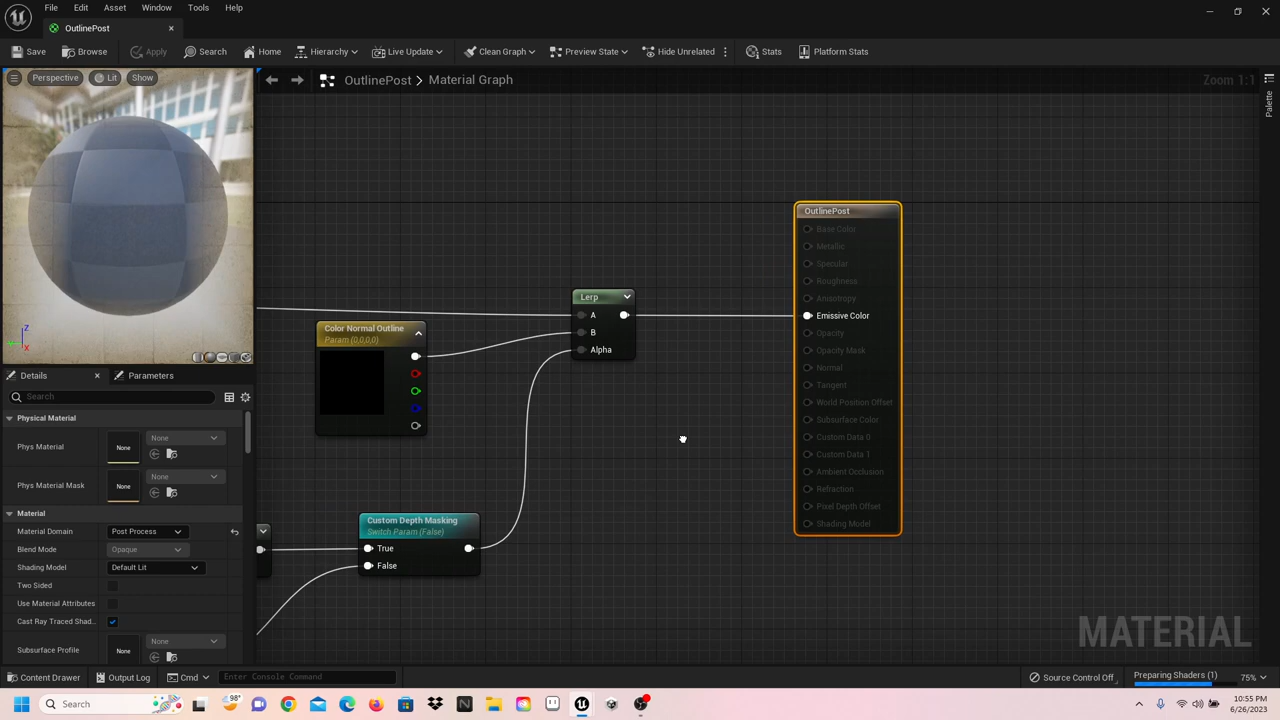 File Edit Asset Window Tools Help
OutlinePost
Save Browse Apply Search Home Hierarchy Live Update Clean Graph Preview State Hide Unrelated Stats Platform Stats
Perspective Lit Show
OutlinePost > Material Graph
Zoom 1:1
Palette
Z
X
OutlinePost
Base Color
Metallic
Specular
Roughness
Anisotropy
Emissive Color
Opacity
Opacity Mask
Normal
Tangent
World Position Offset
Subsurface Color
Custom Data 0
Custom Data 1
Ambient Occlusion
Refraction
Pixel Depth Offset
Shading Model
Lerp
A
B
Alpha
Color Normal Outline
Param (0,0,0,0)
Custom Depth Masking
Switch Param (False)
True
False
MATERIAL
Details Parameters
Search
Physical Material
Phys Material None None
Phys Material Mask None None
Material
Material Domain Post Process
Blend Mode Opaque
Shading Model Default Lit
Two Sided
Use Material Attributes
Cast Ray Traced Shad..
Subsurface Profile None None
Content Drawer Output Log Cmd Enter Console Command
Source Control Off Preparing Shaders (1) 75%
98°
Search
10:55 PM
6/26/2023